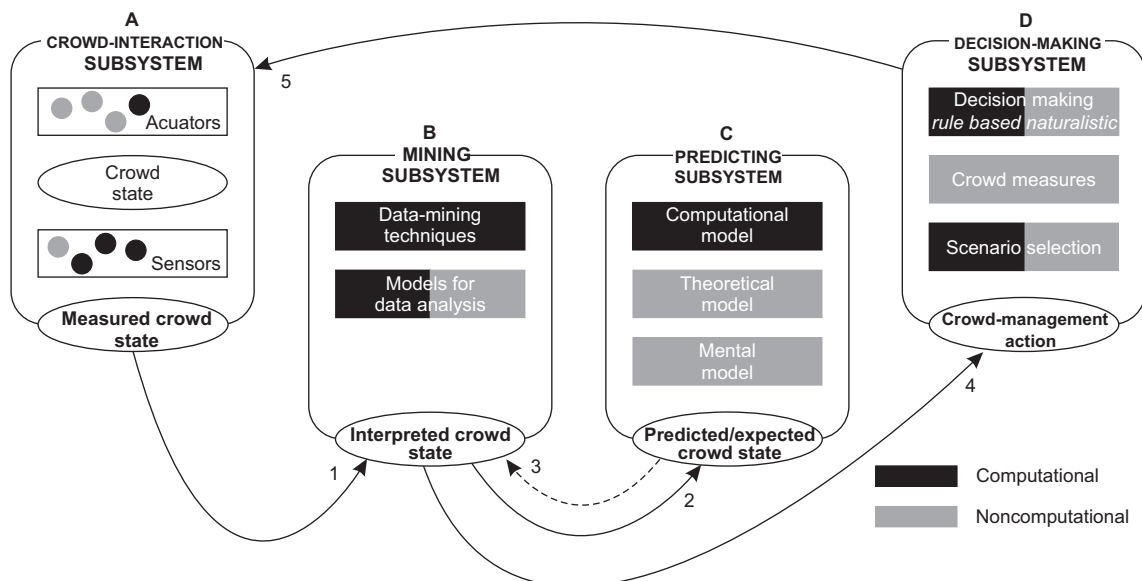 A
CROWD-INTERACTION
SUBSYSTEM
Acuators
Crowd
state
Sensors
Measured crowd
state
B
MINING
SUBSYSTEM
Data-mining
techniques
Models for
data analysis
Interpreted crowd
state
C
PREDICTING
SUBSYSTEM
Computational
model
Theoretical
model
Mental
model
Predicted/expected
crowd state
D
DECISION-MAKING
SUBSYSTEM
Decision making
rule based naturalistic
Crowd measures
Scenario selection
Crowd-management
action
1
2
3
4
5
Computational
Noncomputational